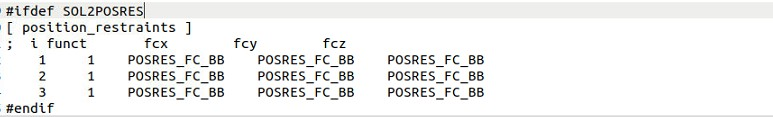 #ifdef SOL2POSRES
[ position_restraints ]
;  i funct       fcx        fcy        fcz
    1     1    POSRES_FC_BB    POSRES_FC_BB    POSRES_FC_BB
    2     1    POSRES_FC_BB    POSRES_FC_BB    POSRES_FC_BB
    3     1    POSRES_FC_BB    POSRES_FC_BB    POSRES_FC_BB
#endif